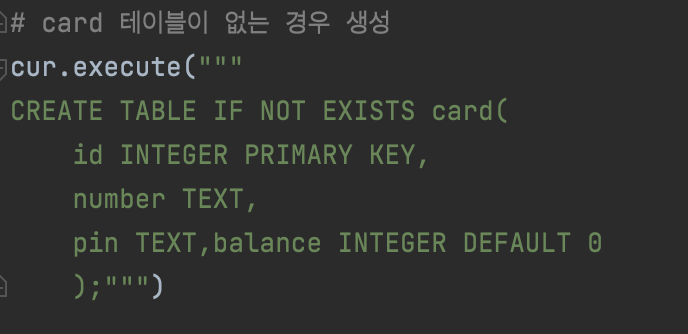 # card 테이블이 없는 경우 생성
cur.execute("""
CREATE TABLE IF NOT EXISTS card(
    id INTEGER PRIMARY KEY,
    number TEXT,
    pin TEXT,balance INTEGER DEFAULT 0
    );""")